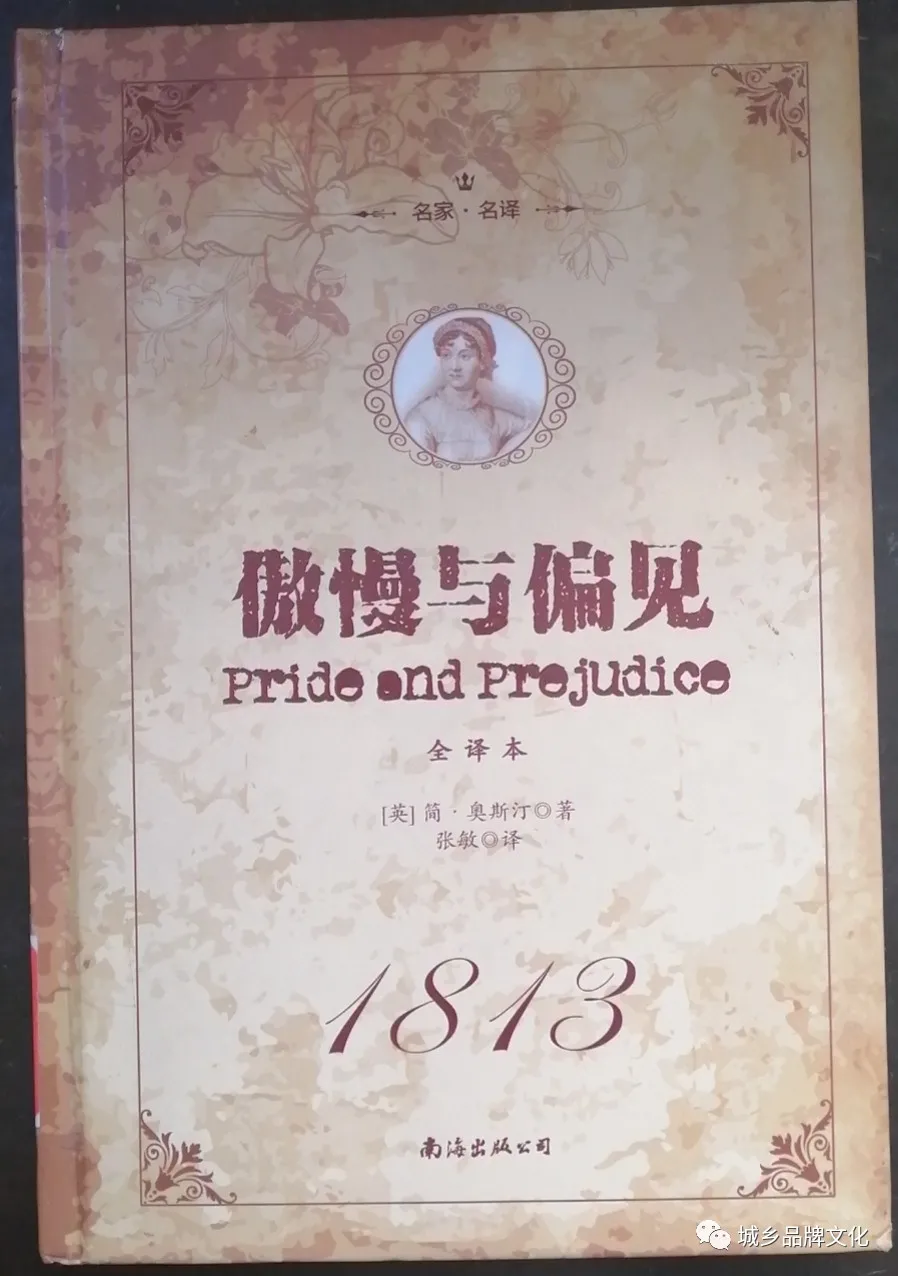 名家·名译
傲慢与偏见
Pride and Prejudice
全译本
[英]简·奥斯汀◎著
张敏◎译
1813
南海出版公司
城乡品牌文化